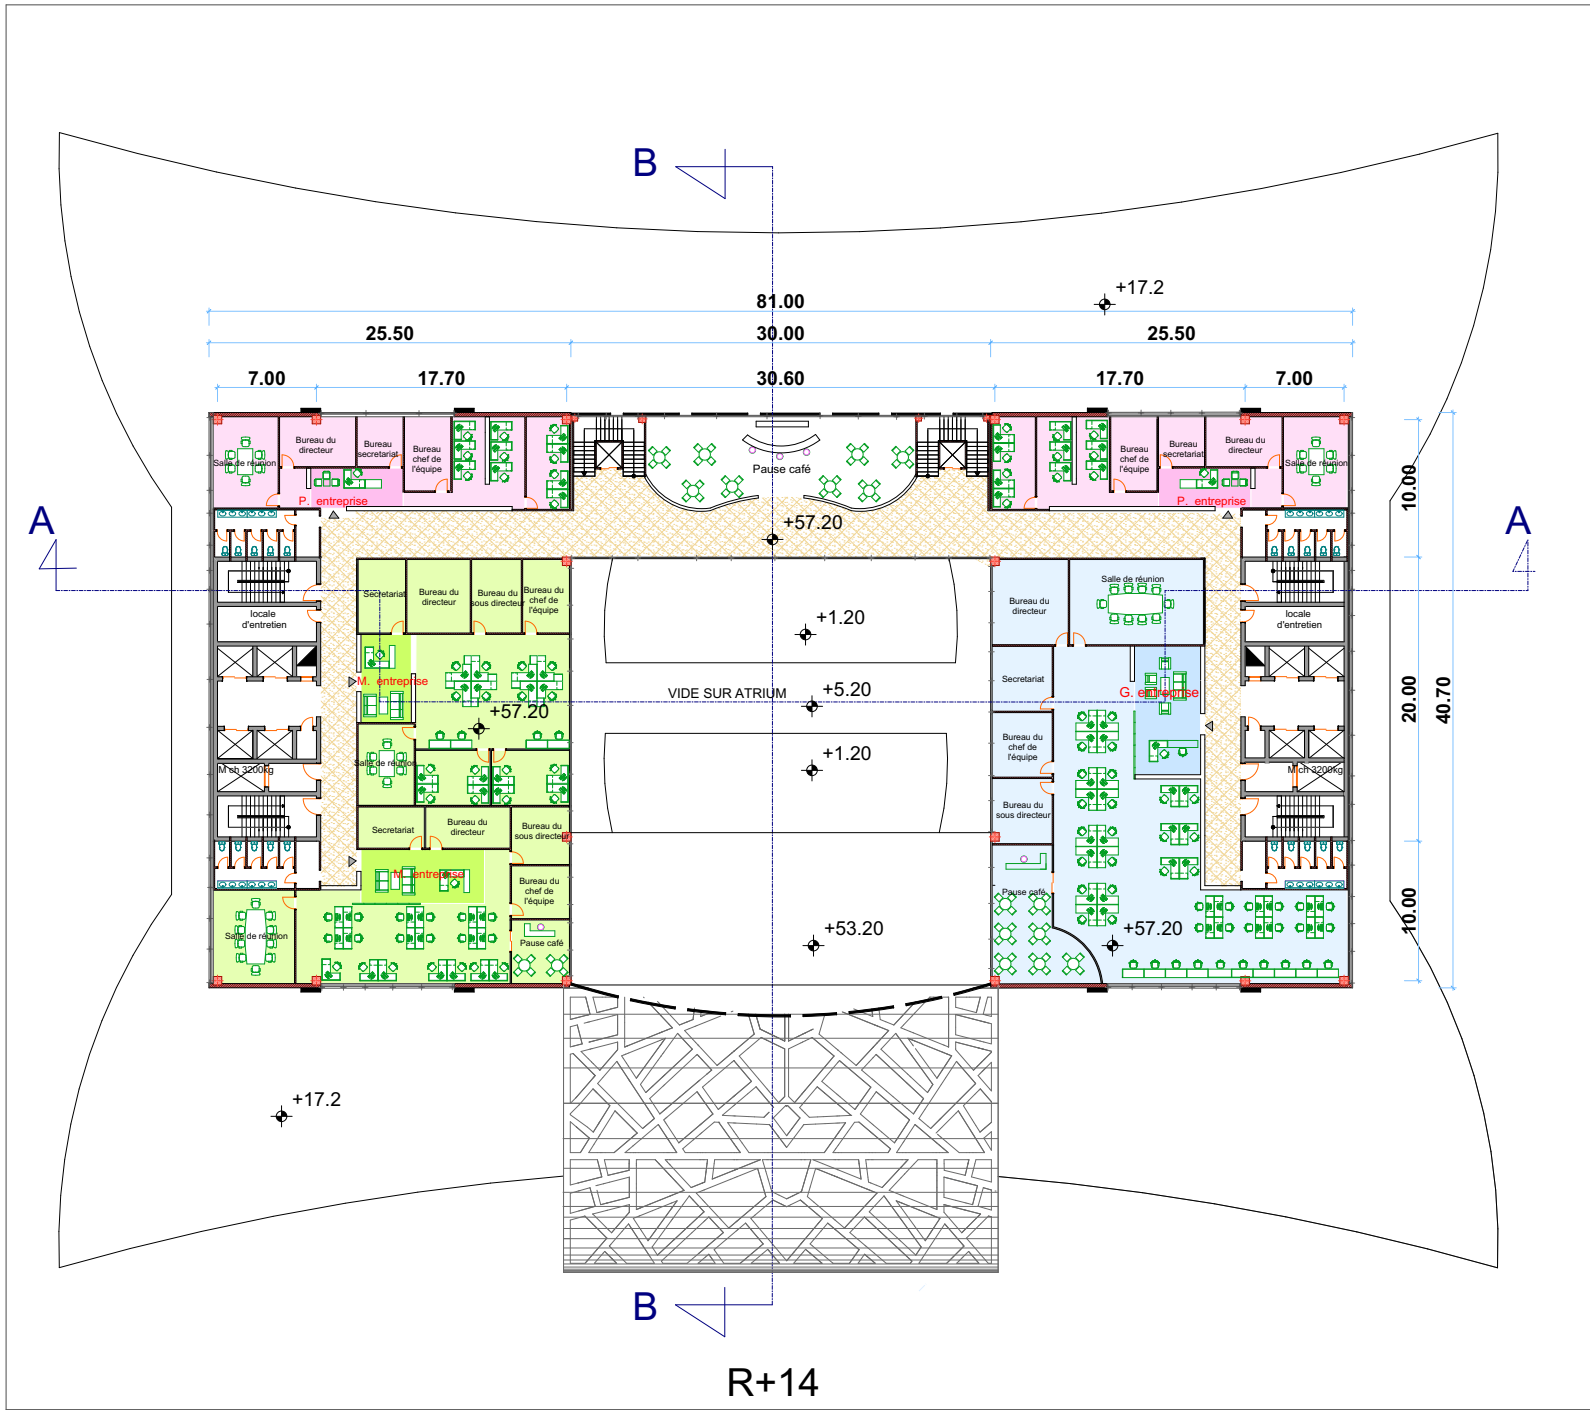 B
+17.2
81.00
25.50
30.00
25.50
7.00
17.70
30.60
17.70
7.00
Salle de réunion
Bureau du
directeur
Bureau
secretariat
Bureau
chef de
l'équipe
P. entreprise
Pause café
Bureau
chef de
l'équipe
Bureau
secretariat
Bureau du
directeur
Salle de réunion
P. entreprise
10.00
A
+57.20
A
Secretariat
Bureau du
directeur
Bureau du
sous directeur
Bureau du
chef de
l'équipe
Bureau du
directeur
Salle de réunion
locale
d'entretien
+1.20
locale
d'entretien
M. entreprise
VIDE SUR ATRIUM
+5.20
Secretariat
G. entreprise
20.00
40.70
+57.20
Salle de réunion
+1.20
Bureau du
chef de
l'équipe
M ch 3200kg
M ch 3200kg
Secretariat
Bureau du
directeur
Bureau du
sous directeur
Bureau du
sous directeur
M. entreprise
Bureau du
chef de
l'équipe
Pause café
10.00
Salle de réunion
Pause café
+53.20
+57.20
+17.2
B
R+14